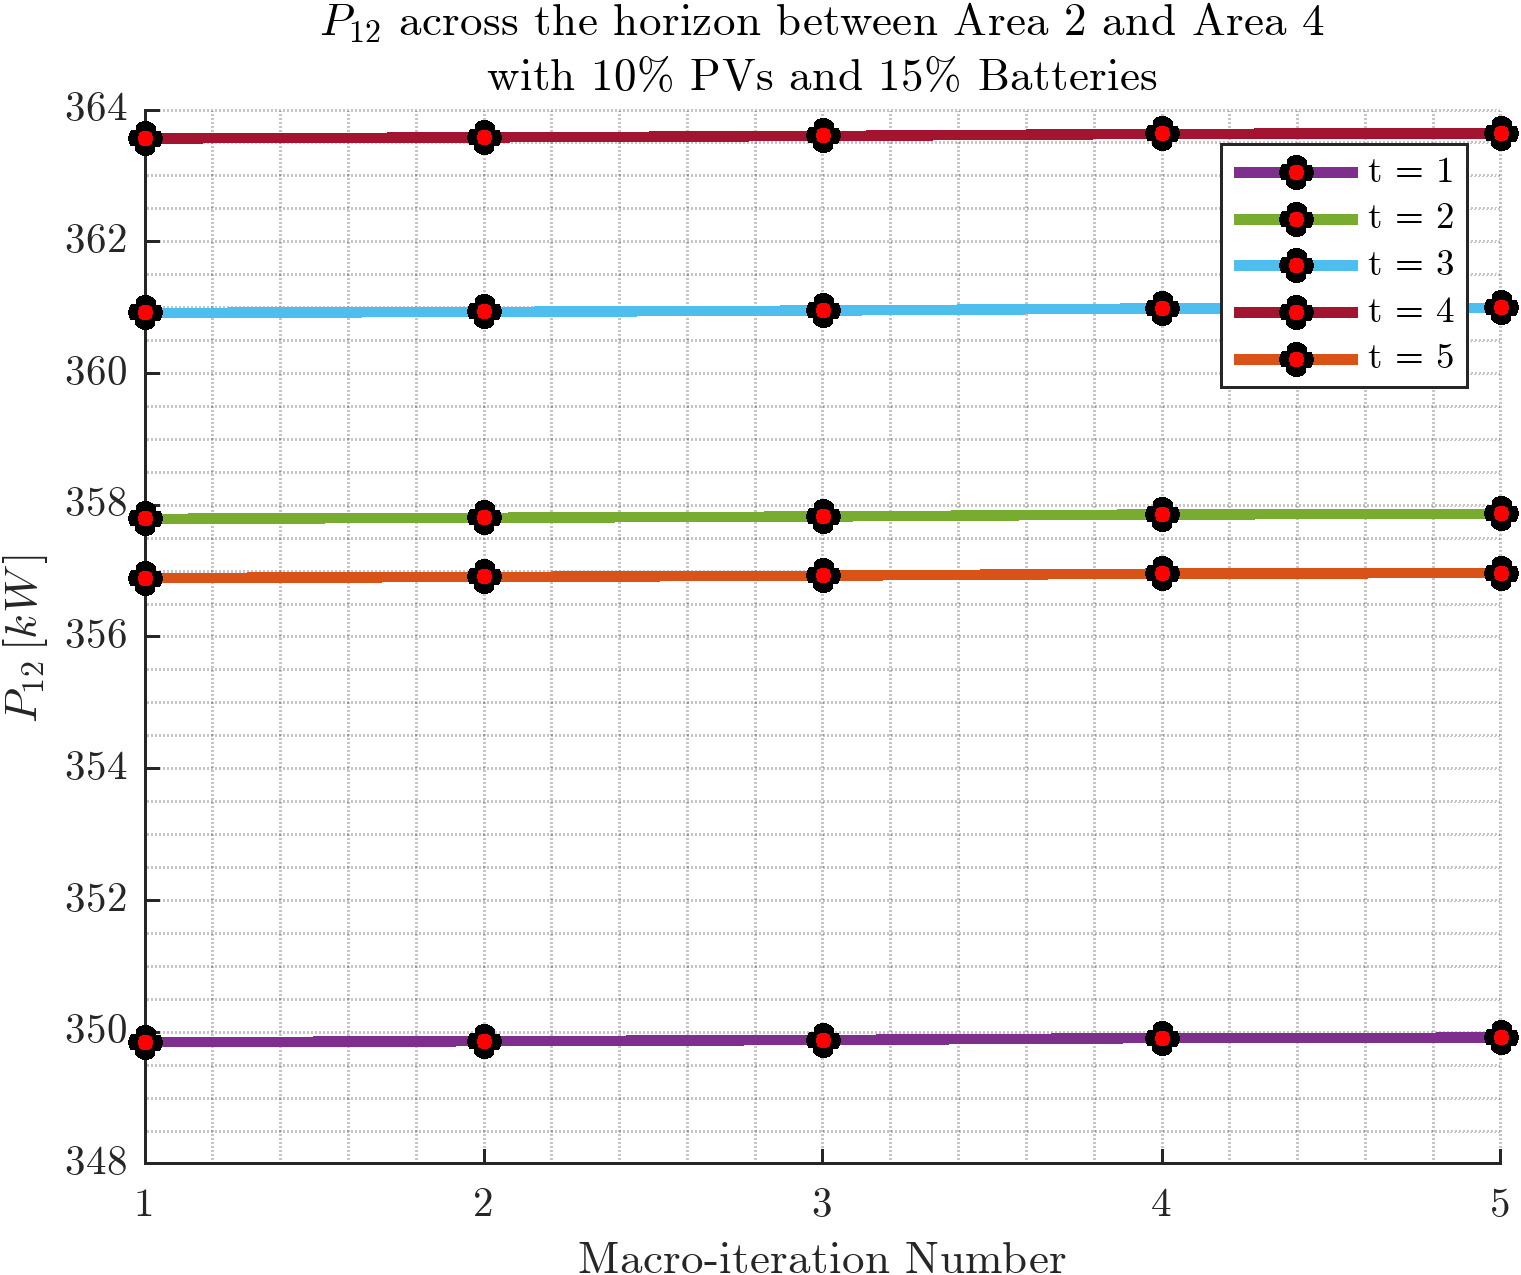 P₁₂ across the horizon between Area 2 and Area 4
with 10% PVs and 15% Batteries
364
362
360
358
356
354
352
350
348
P₁₂ [kW]
t = 1
t = 2
t = 3
t = 4
t = 5
1 2 3 4 5
Macro-iteration Number